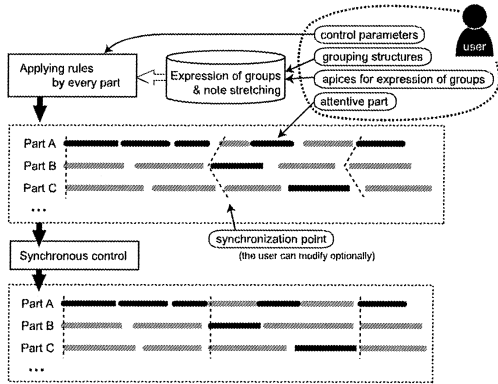 control parameters
user
grouping structures
Applying rules
by every part
Expression of groups
& note stretching
apices for expression of groups
attentive part
Part A
Part B
Part C
...
synchronization point
(the user can modify optionally)
Synchronous control
Part A
Part B
Part C
...